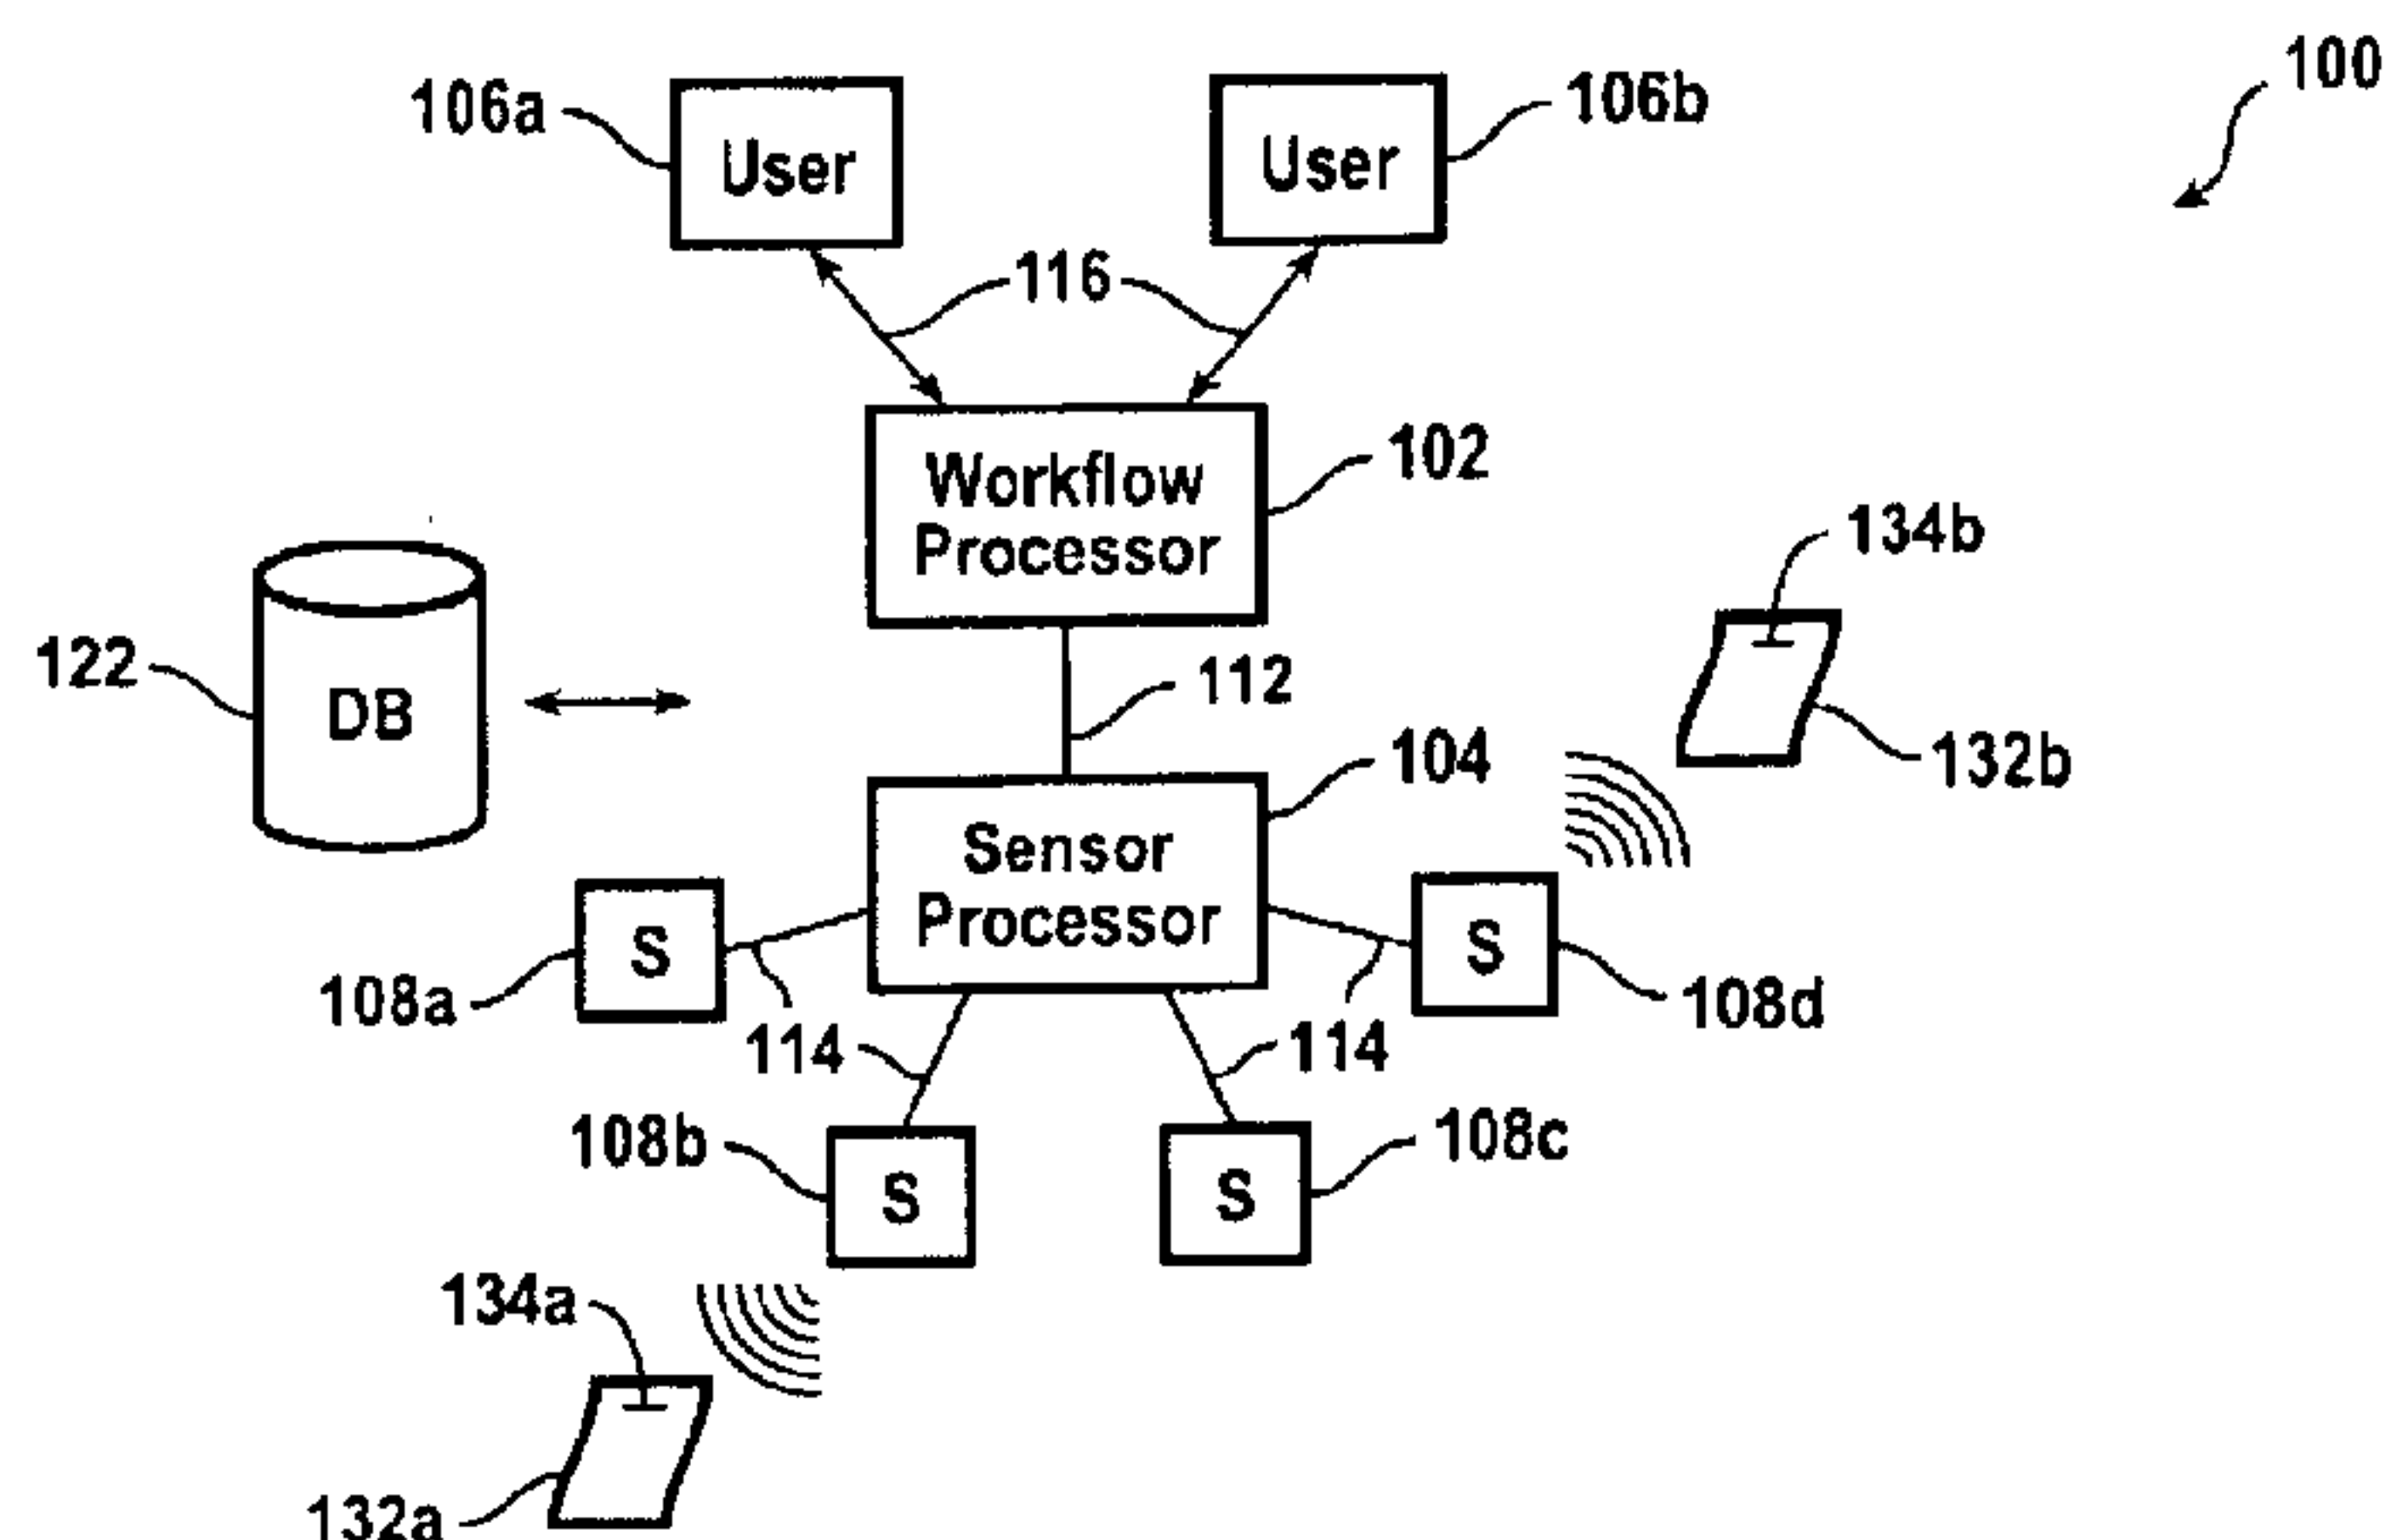 100
106a
User
User
106b
116
Workflow
Processor
102
134b
122
DB
112
132b
104
Sensor
Processor
S
S
108a
108d
114
114
108b
108c
S
S
134a
132a